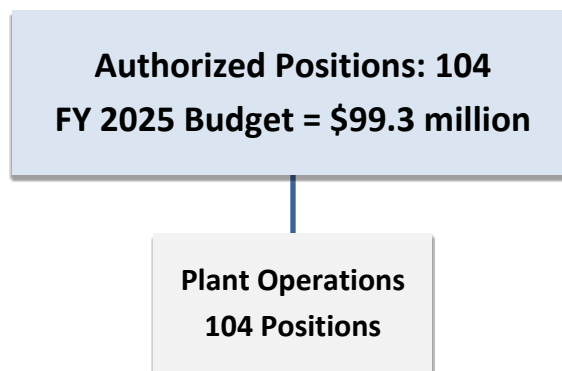 Authorized Positions: 104
FY 2025 Budget = $99.3 million
Plant Operations
104 Positions